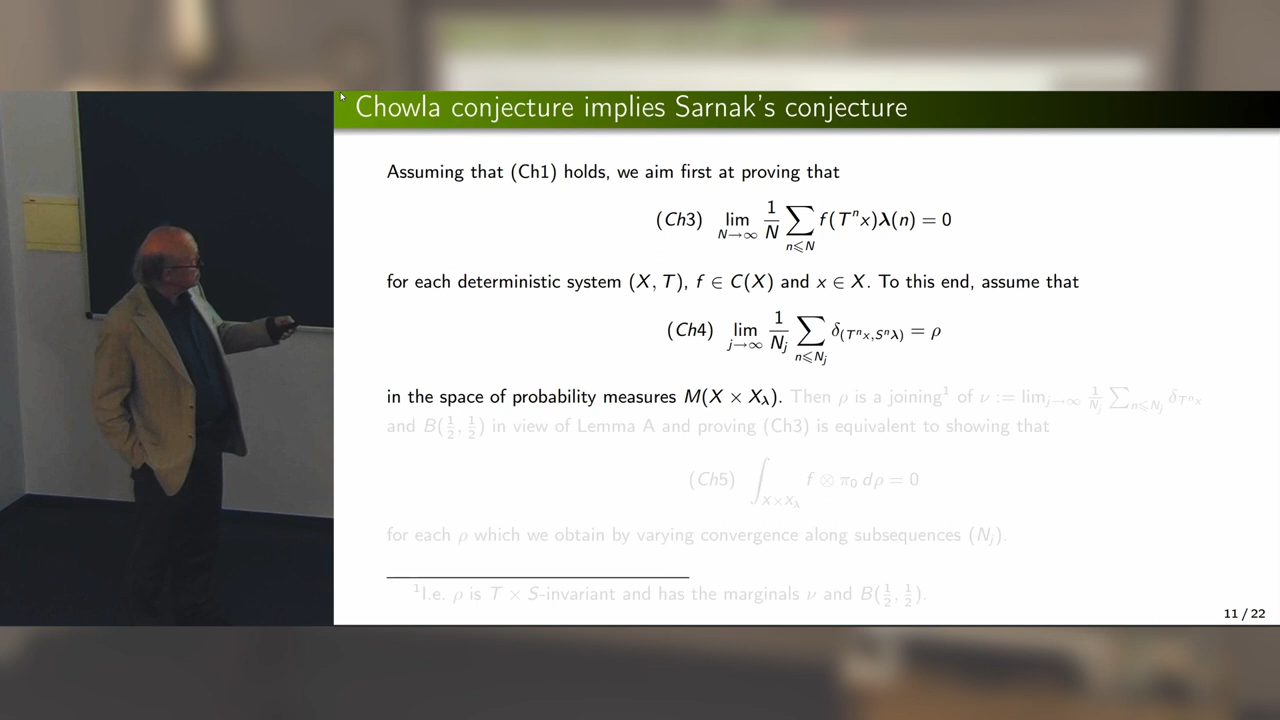 Chowla conjecture implies Sarnak's conjecture
Assuming that (Ch1) holds, we aim first at proving that
(Ch3) lim_{N→∞} 1/N ∑_{n⩽N} f(Tⁿx)λ(n) = 0
for each deterministic system (X, T), f ∈ C(X) and x ∈ X. To this end, assume that
(Ch4) lim_{j→∞} 1/N_j ∑_{n⩽N_j} δ_{(Tⁿx,Sⁿλ)} = ρ
in the space of probability measures M(X × X_λ). Then ρ is a joining¹ of ν := lim_{j→∞} 1/N_j ∑_{n⩽N_j} δ_{Tⁿx}
and B(1/2, 1/2) in view of Lemma A and proving (Ch3) is equivalent to showing that
(Ch5) ∫_{X×X_λ} f ⊗ π₀ dρ = 0
for each ρ which we obtain by varying convergence along subsequences (N_j).
¹I.e. ρ is T × S-invariant and has the marginals ν and B(1/2, 1/2).
11 / 22